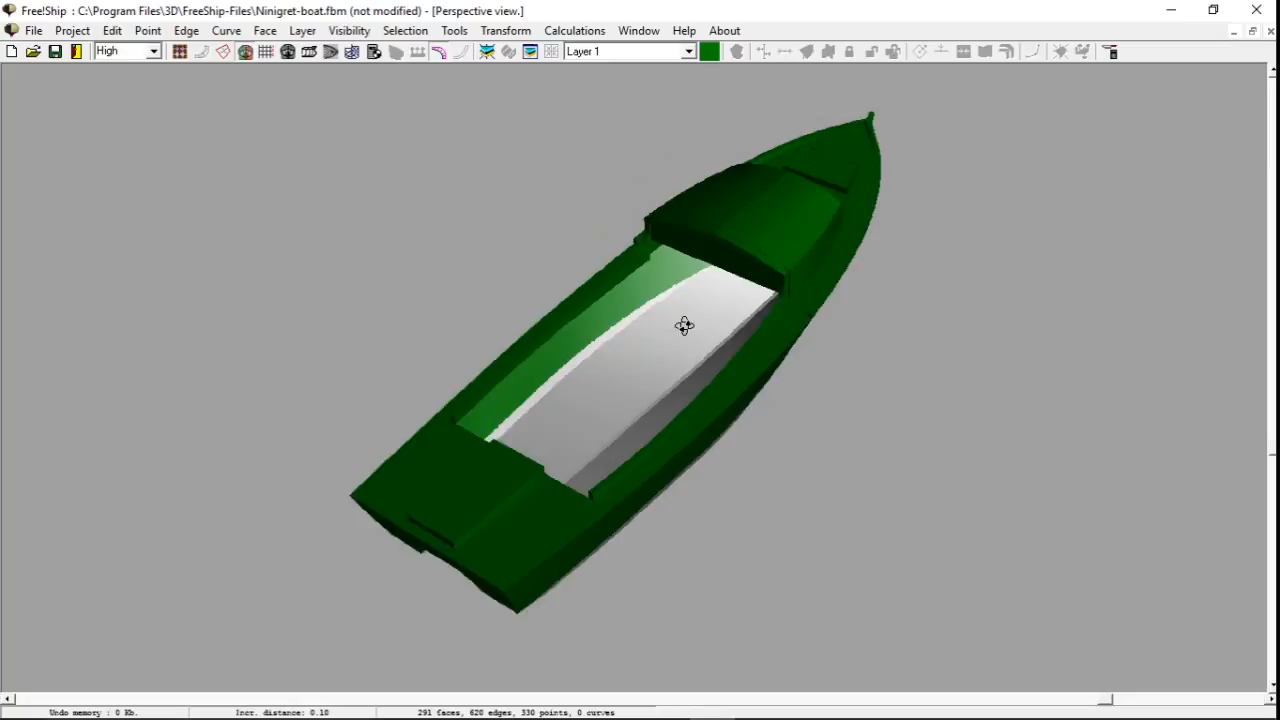 Free!Ship : C:\Program Files\3D\FreeShip-Files\Ninigret-boat.fbm (not modified) - [Perspective view.]
File Project Edit Point Edge Curve Face Layer Visibility Selection Tools Transform Calculations Window Help About
High Layer 1
Undo memory : 0 Kb. Incr. distance: 0.10 291 faces, 620 edges, 330 points, 0 curves